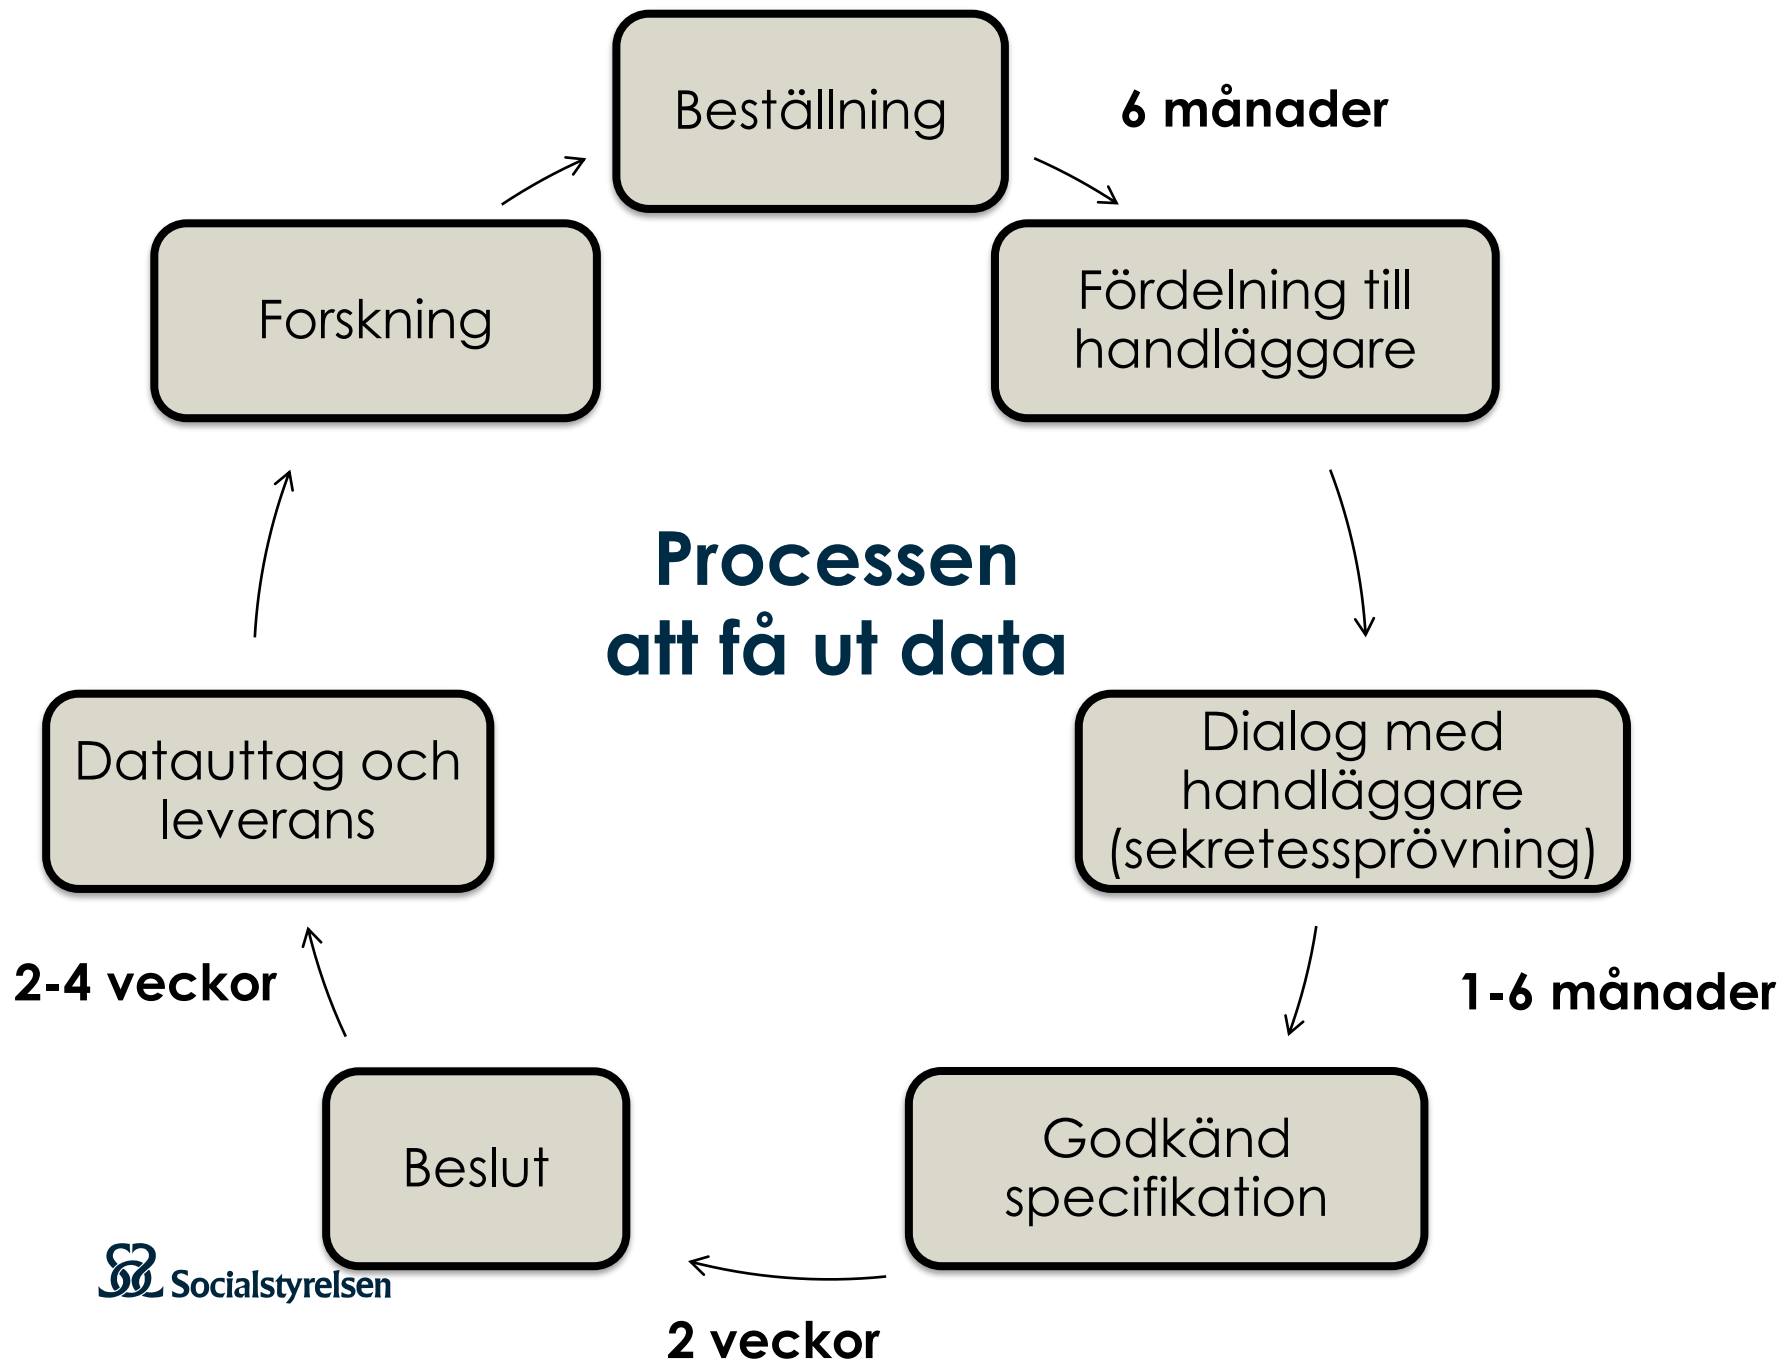 Beställning
6 månader
Fördelning till
handläggare
Forskning
Processen
att få ut data
Dialog med
handläggare
(sekretessprövning)
Datauttag och
leverans
2-4 veckor
1-6 månader
Godkänd
specifikation
Beslut
Socialstyrelsen
2 veckor